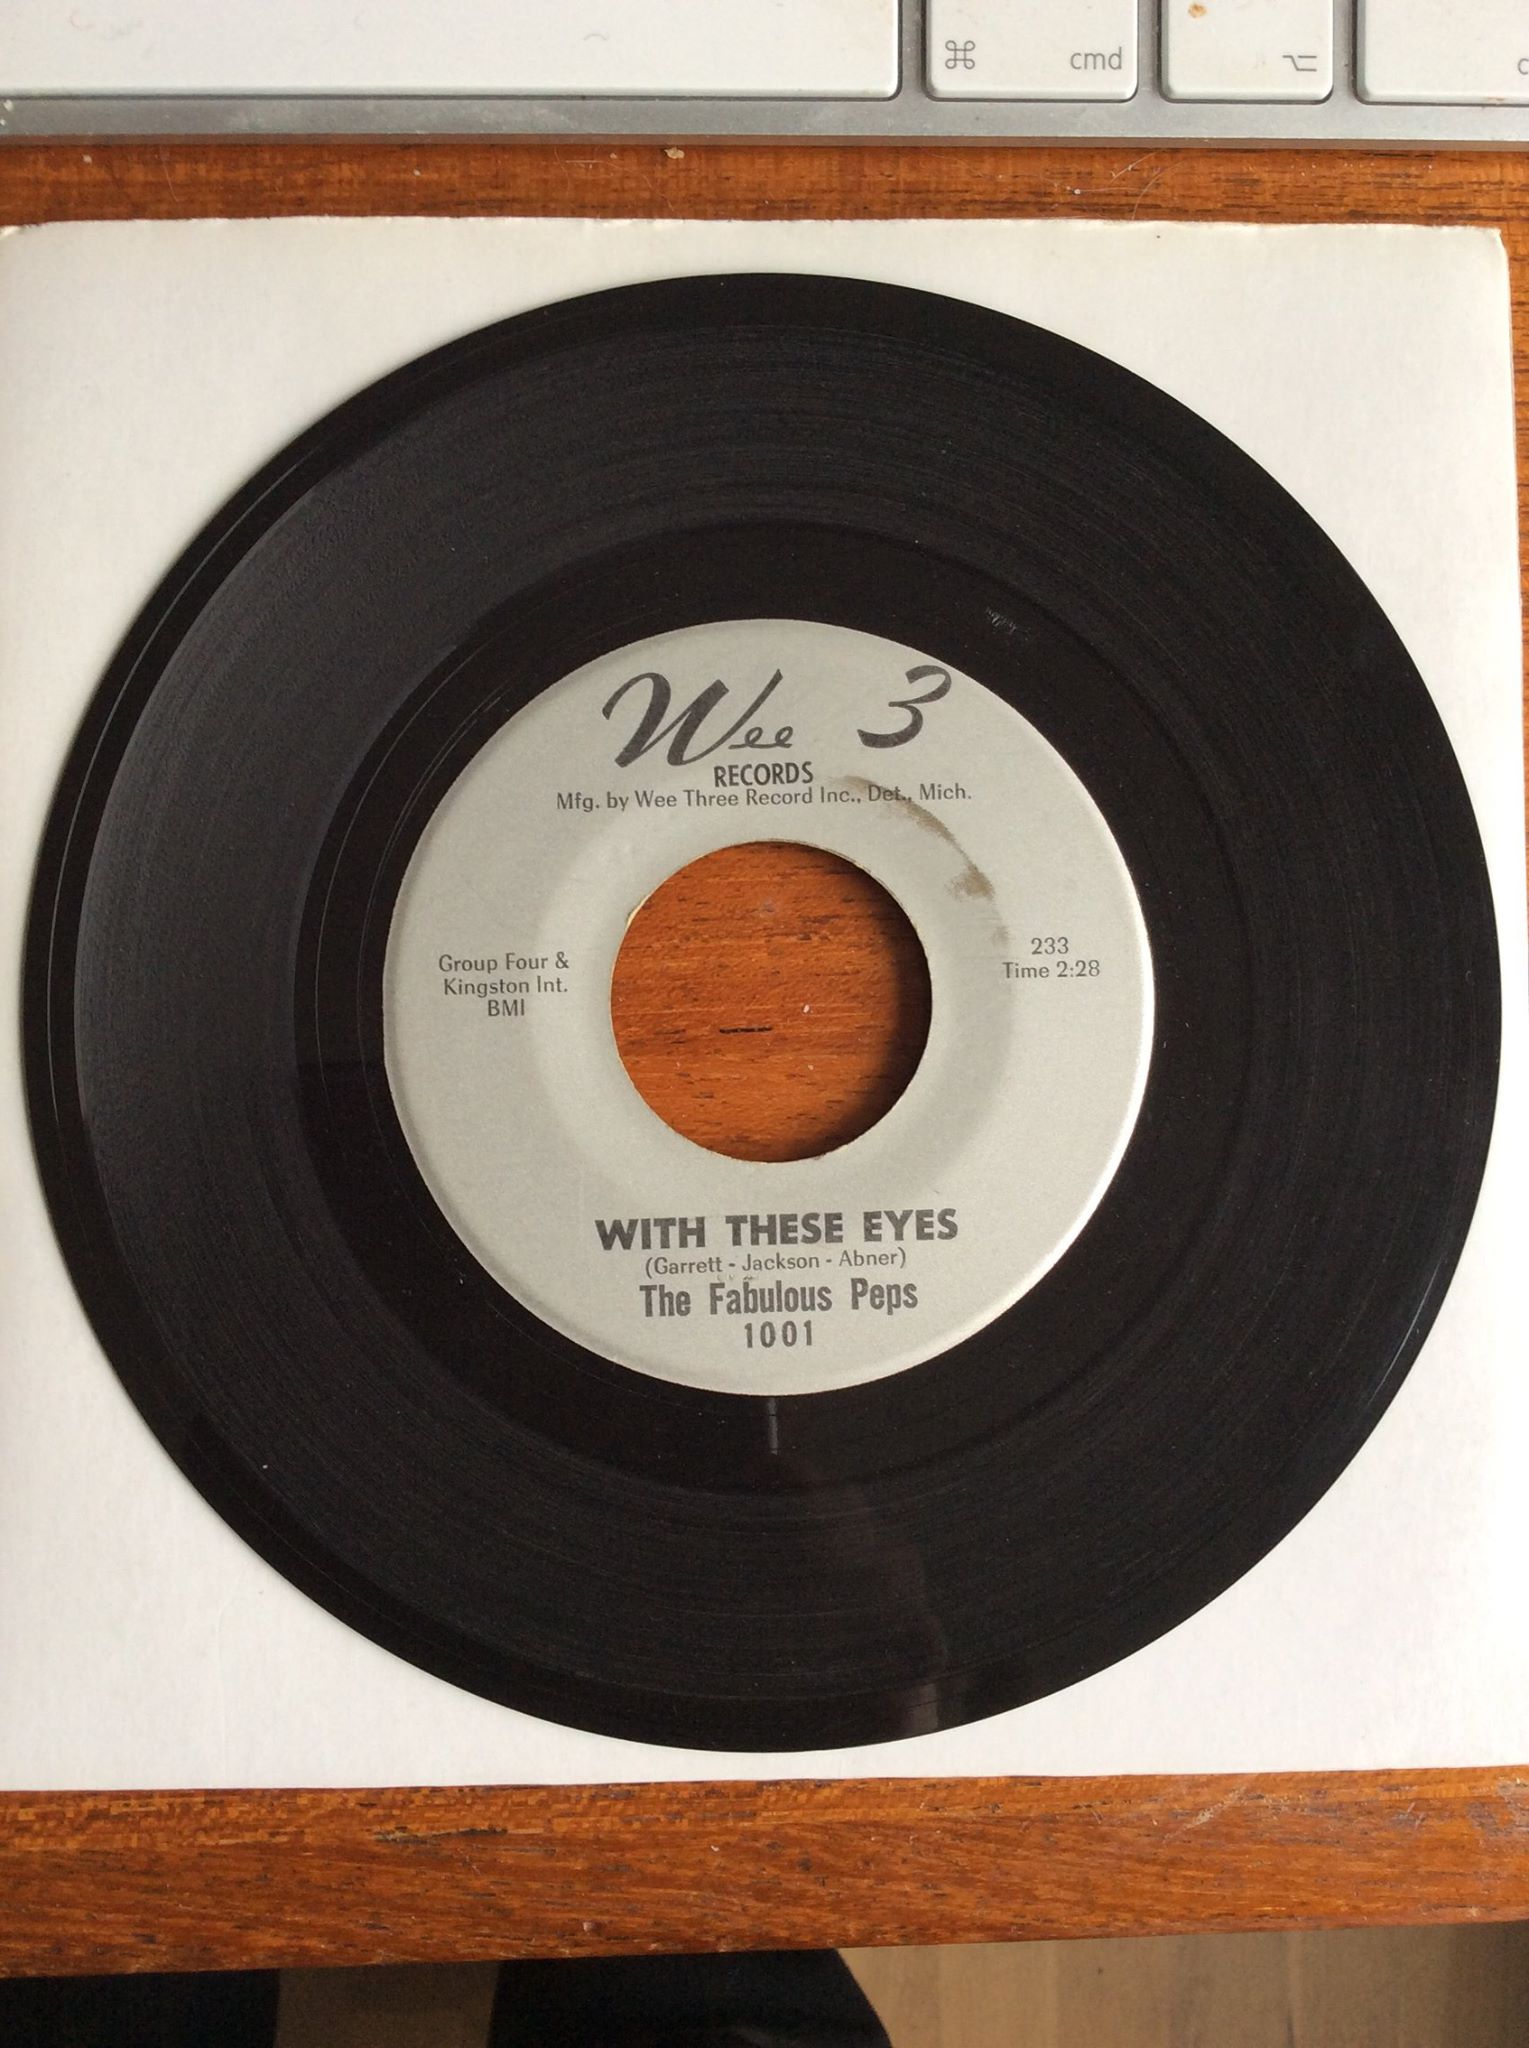 ⌘ cmd
⌥
Wee 3
RECORDS
Mfg. by Wee Three Record Inc., Det., Mich.
Group Four &
Kingston Int.
BMI
233
Time 2:28
WITH THESE EYES
(Garrett - Jackson - Abner)
The Fabulous Peps
1001